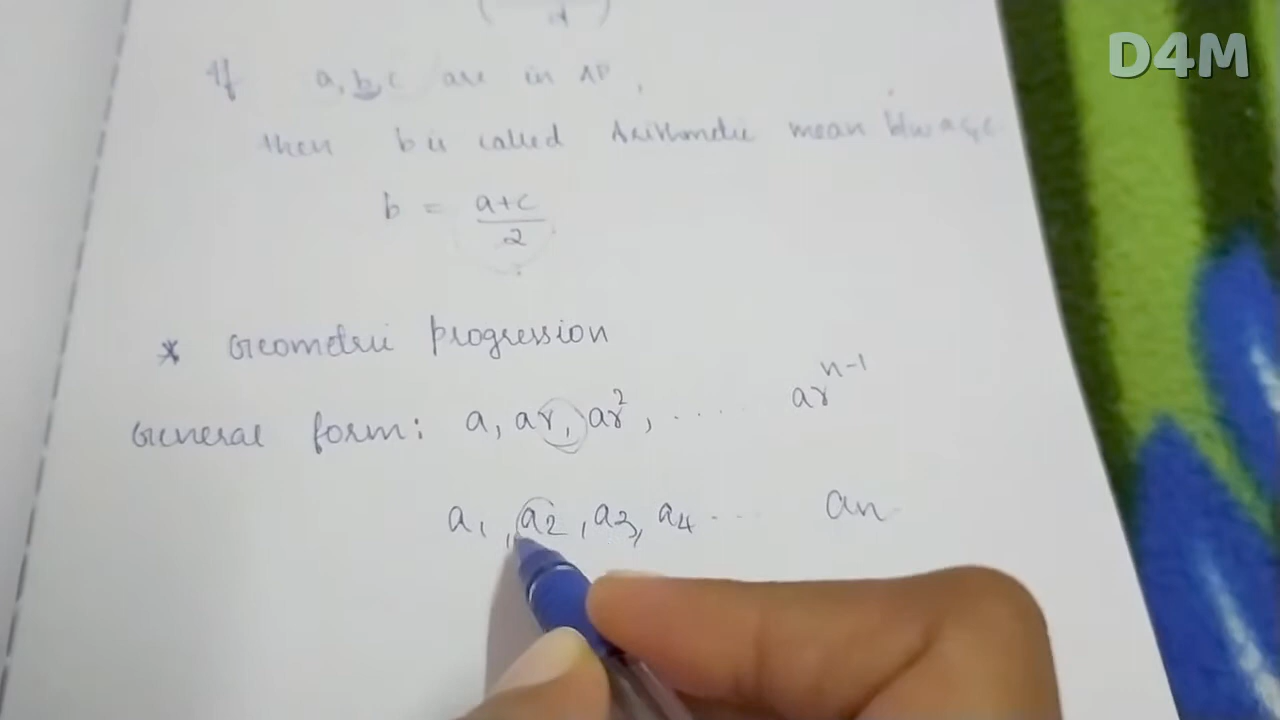 D4M
If a, b, c are in AP,
then b is called Arithmetic mean b/w a & c
b = a+c
2
* Geometric progression
General form: a, ar, ar², ..... arⁿ⁻¹
a₁, a₂, a₃, a₄ .... aₙ